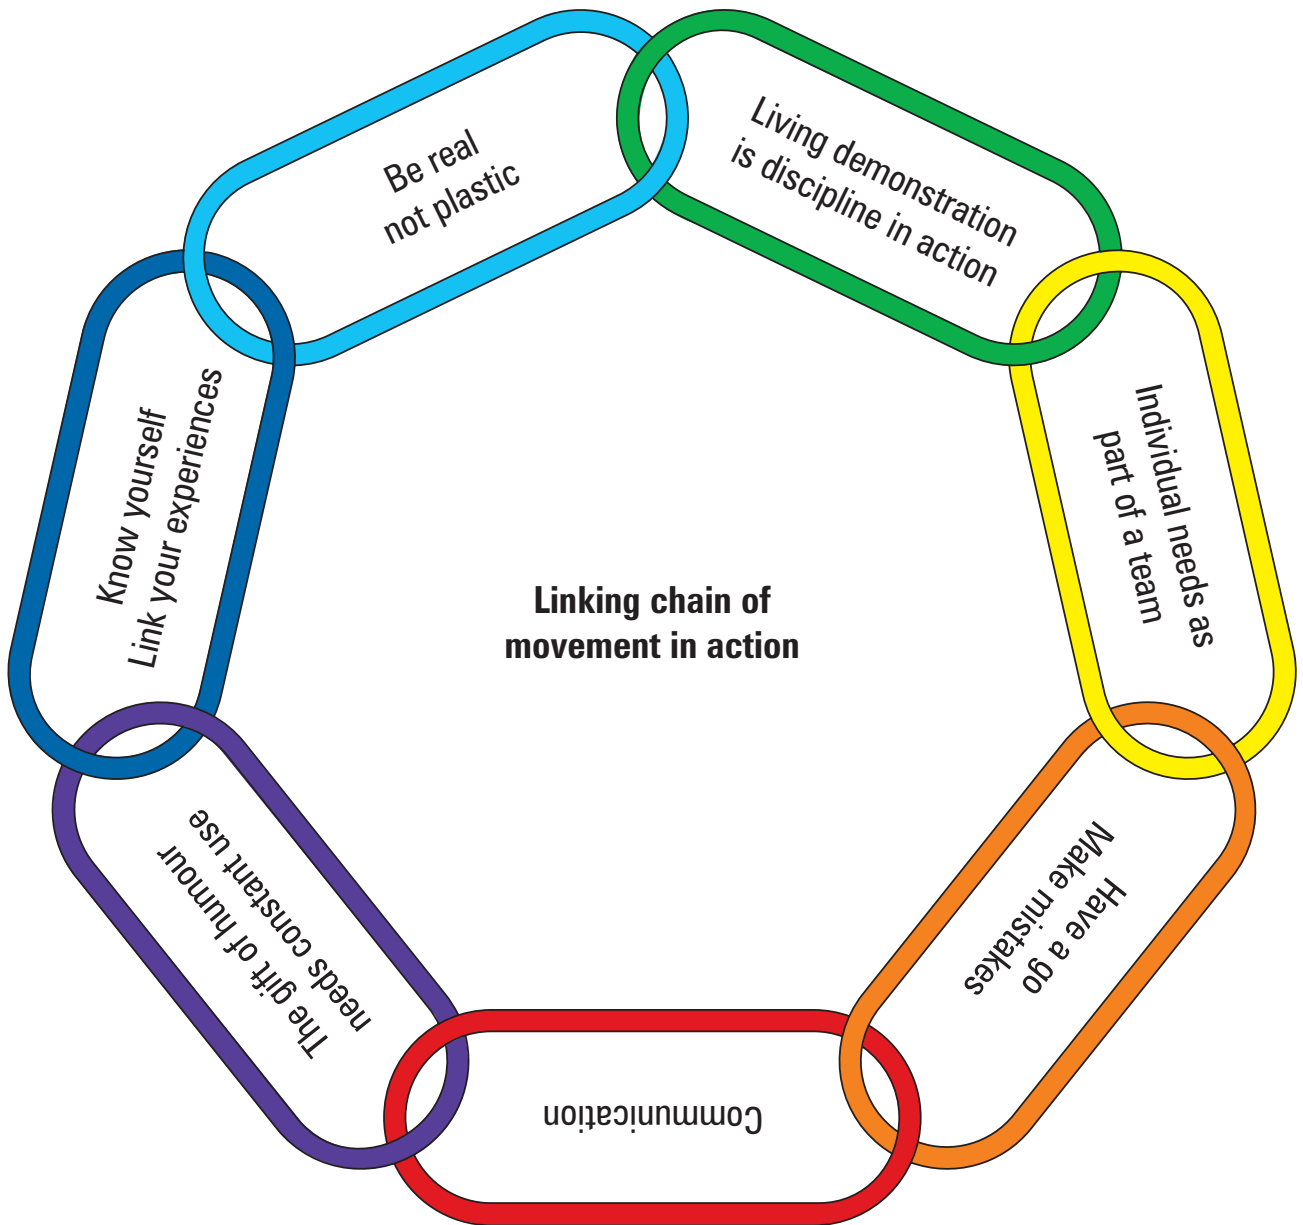 Be real
not plastic
Living demonstration
is discipline in action
Individual needs as
part of a team
Have a go
Make mistakes
Communication
The gift of humour
needs constant use
Know yourself
Link your experiences
Linking chain of
movement in action